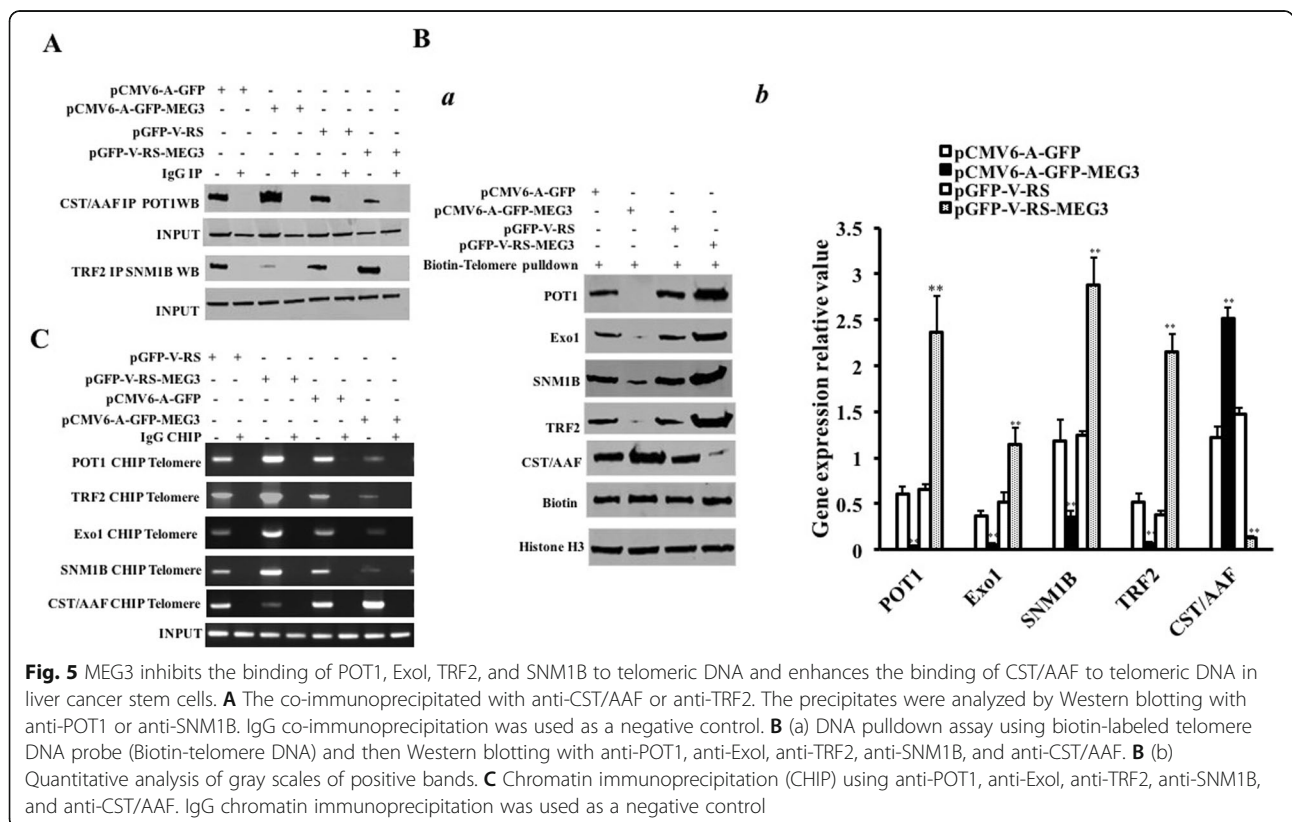 A
pCMV6-A-GFP + + - - - - - -
pCMV6-A-GFP-MEG3 - - + + - - - -
pGFP-V-RS - - - - + + - -
pGFP-V-RS-MEG3 - - - - - - + +
IgG IP - + - + - + - +
CST/AAF IP POT1WB
INPUT
TRF2 IP SNM1B WB
INPUT
B
a
pCMV6-A-GFP + - - -
pCMV6-A-GFP-MEG3 - + - -
pGFP-V-RS - - + -
pGFP-V-RS-MEG3 - - - +
Biotin-Telomere pulldown + + + +
POT1
Exo1
SNM1B
TRF2
CST/AAF
Biotin
Histone H3
b
pCMV6-A-GFP
pCMV6-A-GFP-MEG3
pGFP-V-RS
pGFP-V-RS-MEG3
Gene expression relative value
3.5
3
2.5
2
1.5
1
0.5
0
** ** ** ** ** ** ** ** ** **
POT1
Exo1
SNM1B
TRF2
CST/AAF
C
pGFP-V-RS + + - - - - - -
pGFP-V-RS-MEG3 - - + + - - - -
pCMV6-A-GFP - - - - + + - -
pCMV6-A-GFP-MEG3 - - - - - - + +
IgG CHIP - + - + - + - +
POT1 CHIP Telomere
TRF2 CHIP Telomere
Exo1 CHIP Telomere
SNM1B CHIP Telomere
CST/AAF CHIP Telomere
INPUT
Fig. 5 MEG3 inhibits the binding of POT1, ExoI, TRF2, and SNM1B to telomeric DNA and enhances the binding of CST/AAF to telomeric DNA in
liver cancer stem cells. A The co-immunoprecipitated with anti-CST/AAF or anti-TRF2. The precipitates were analyzed by Western blotting with
anti-POT1 or anti-SNM1B. IgG co-immunoprecipitation was used as a negative control. B (a) DNA pulldown assay using biotin-labeled telomere
DNA probe (Biotin-telomere DNA) and then Western blotting with anti-POT1, anti-ExoI, anti-TRF2, anti-SNM1B, and anti-CST/AAF. B (b)
Quantitative analysis of gray scales of positive bands. C Chromatin immunoprecipitation (CHIP) using anti-POT1, anti-ExoI, anti-TRF2, anti-SNM1B,
and anti-CST/AAF. IgG chromatin immunoprecipitation was used as a negative control